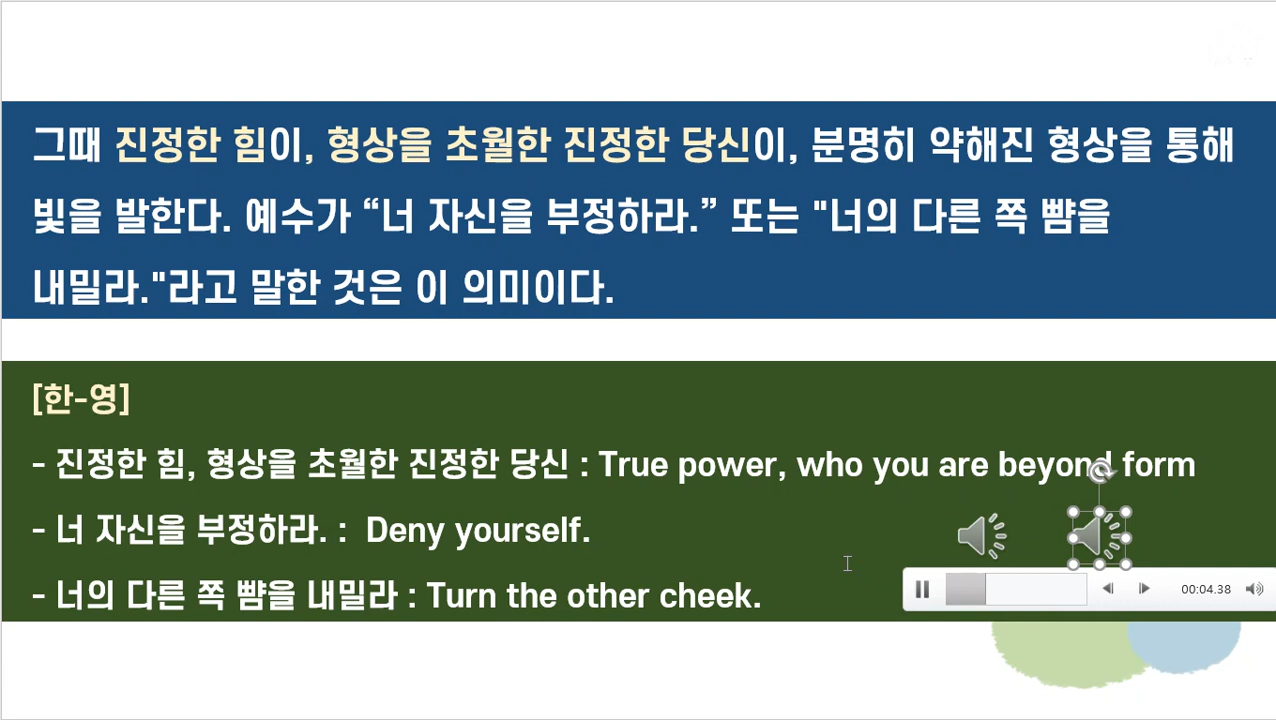 그때 진정한 힘이, 형상을 초월한 진정한 당신이, 분명히 약해진 형상을 통해
빛을 발한다. 예수가 “너 자신을 부정하라.” 또는 "너의 다른 쪽 뺨을
내밀라."라고 말한 것은 이 의미이다.
[한-영]
- 진정한 힘, 형상을 초월한 진정한 당신 : True power, who you are beyond form
- 너 자신을 부정하라. : Deny yourself.
- 너의 다른 쪽 뺨을 내밀라 : Turn the other cheek.
00:04.38